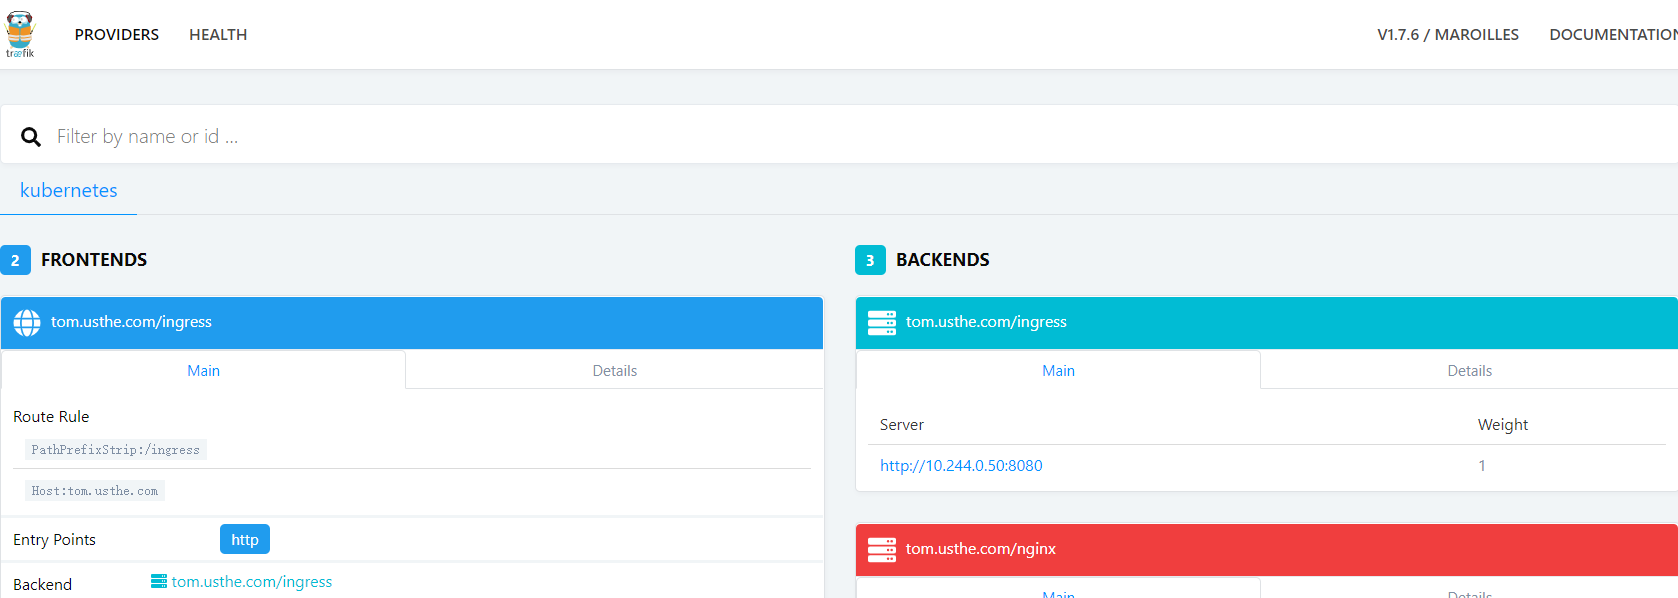 PROVIDERS HEALTH V1.7.6 / MAROILLES DOCUMENTATION
træfik
Filter by name or id ...
kubernetes
2 FRONTENDS
tom.usthe.com/ingress
Main Details
Route Rule
PathPrefixStrip:/ingress
Host:tom.usthe.com
Entry Points http
Backend tom.usthe.com/ingress
3 BACKENDS
tom.usthe.com/ingress
Main Details
Server Weight
http://10.244.0.50:8080 1
tom.usthe.com/nginx
Main Details